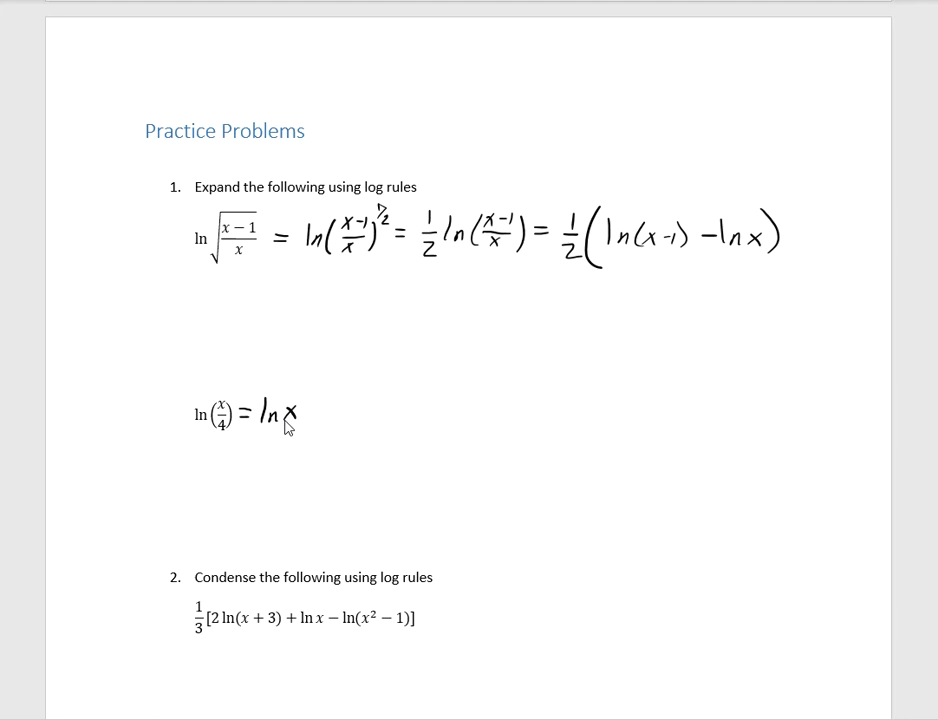 Practice Problems
1. Expand the following using log rules
ln √((x − 1)/x) = ln((x-1)/x)^(1/2) = 1/2 ln((x-1)/x) = 1/2 (ln(x-1) - ln x)
ln(x/4) = ln x
2. Condense the following using log rules
1/3 [2 ln(x + 3) + ln x − ln(x² − 1)]